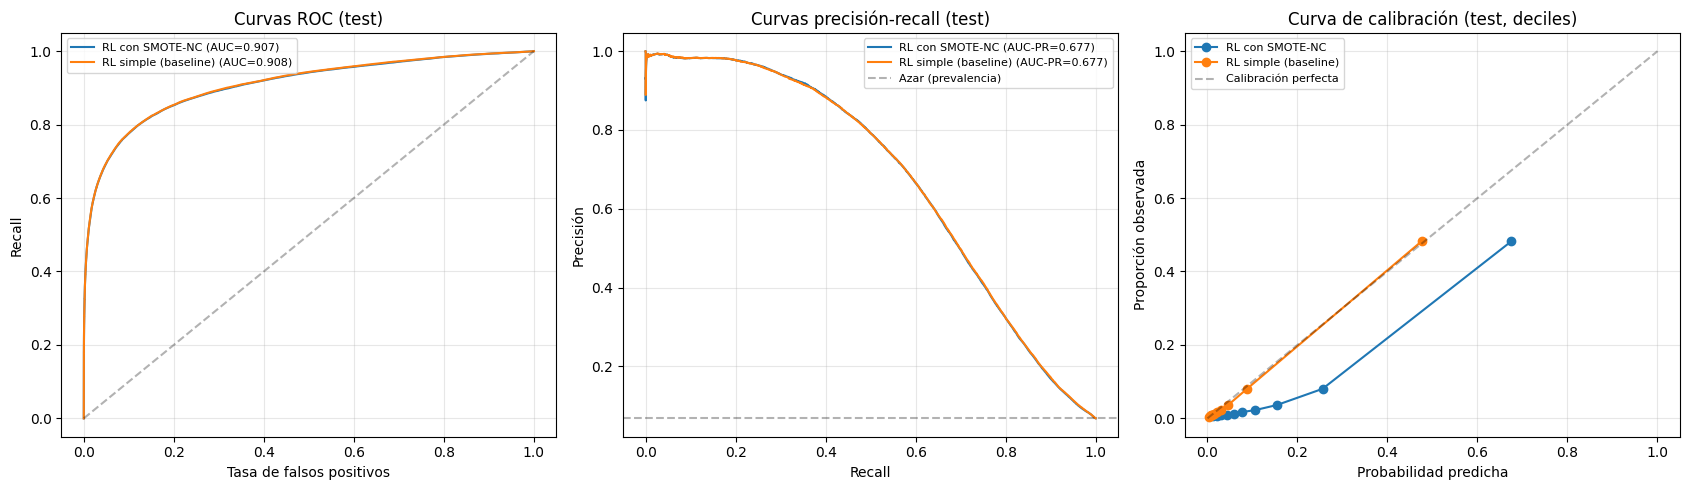 Curvas ROC (test)
RL con SMOTE-NC (AUC=0.907)
RL simple (baseline) (AUC=0.908)
Recall
1.0
0.8
0.6
0.4
0.2
0.0
0.0 0.2 0.4 0.6 0.8 1.0
Tasa de falsos positivos
Curvas precisión-recall (test)
RL con SMOTE-NC (AUC-PR=0.677)
RL simple (baseline) (AUC-PR=0.677)
Azar (prevalencia)
Precisión
1.0
0.8
0.6
0.4
0.2
0.0 0.2 0.4 0.6 0.8 1.0
Recall
Curva de calibración (test, deciles)
RL con SMOTE-NC
RL simple (baseline)
Calibración perfecta
Proporción observada
1.0
0.8
0.6
0.4
0.2
0.0
0.0 0.2 0.4 0.6 0.8 1.0
Probabilidad predicha